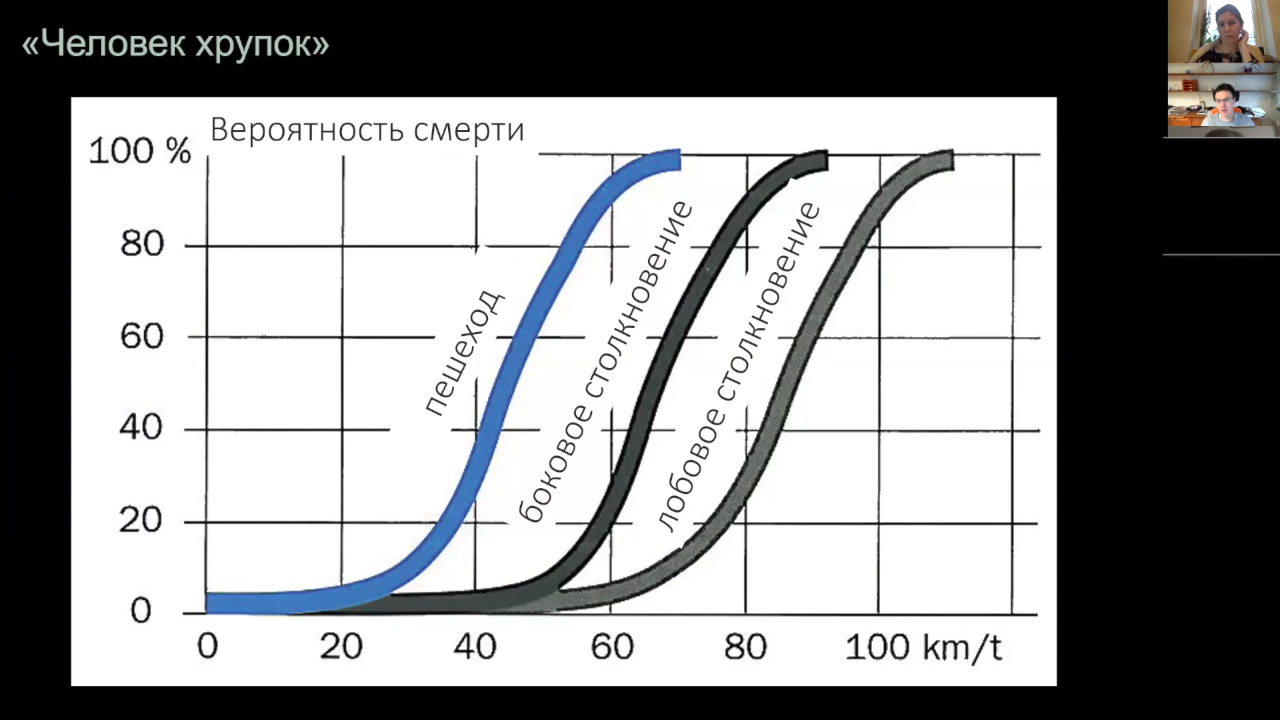 «Человек хрупок»
Вероятность смерти
100 %
80
60
40
20
0
пешеход
боковое столкновение
лобовое столкновение
0 20 40 60 80 100 km/t